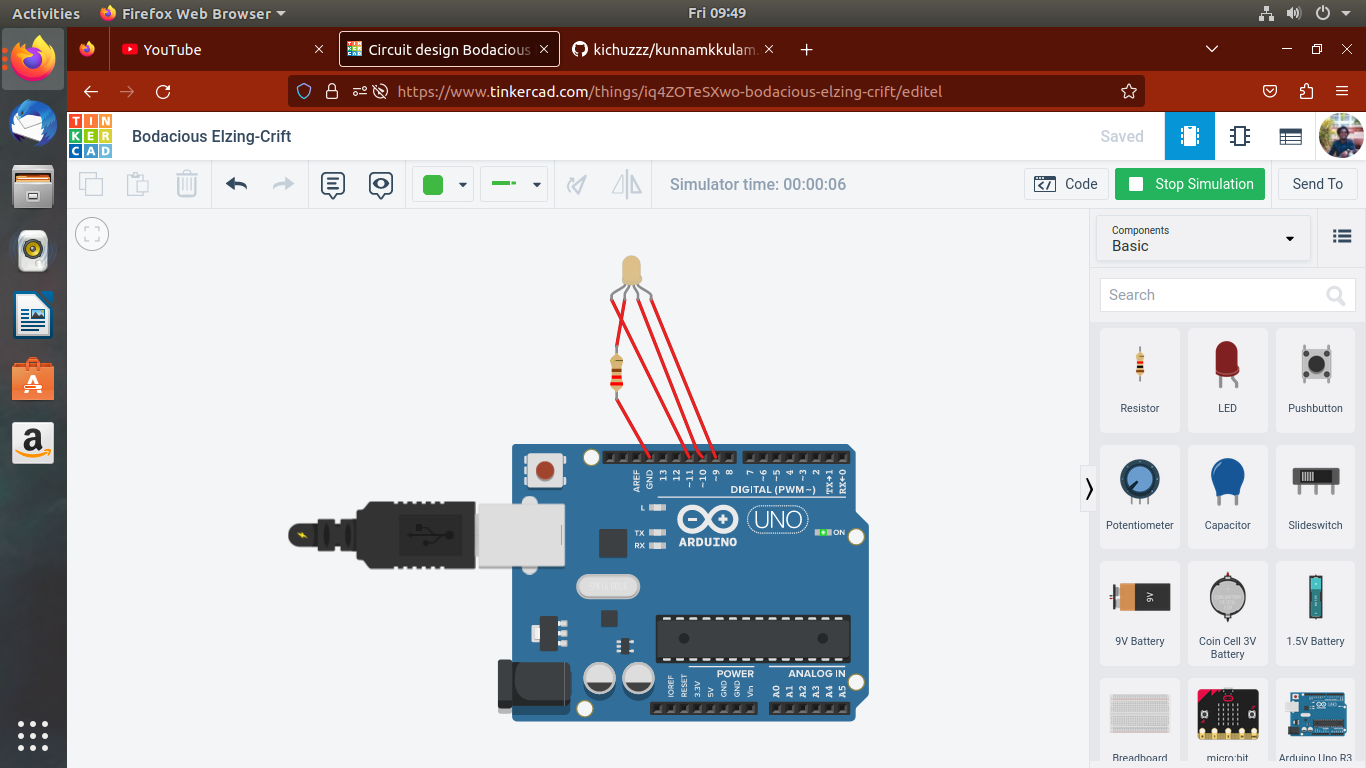 Activities
Firefox Web Browser
Fri 09:49
YouTube
Circuit design Bodacious
kichuzzz/kunnamkkulam
https://www.tinkercad.com/things/iq4ZOTeSXwo-bodacious-elzing-crift/editel
TIN
KER
CAD
Bodacious Elzing-Crift
Saved
Simulator time: 00:00:06
Code
Stop Simulation
Send To
Components
Basic
Search
Resistor
LED
Pushbutton
Potentiometer
Capacitor
Slideswitch
9V
9V Battery
Coin Cell 3V
Battery
1.5V Battery
Breadboard
micro:bit
Arduino Uno R3
AREF
GND
13
12
~11
~10
~9
8
7
~6
~5
4
~3
2
TX→1
RX←0
DIGITAL (PWM~)
L
TX
RX
ARDUINO
UNO
ON
POWER
ANALOG IN
IOREF
RESET
3.3V
5V
GND
GND
Vin
A0
A1
A2
A3
A4
A5
a